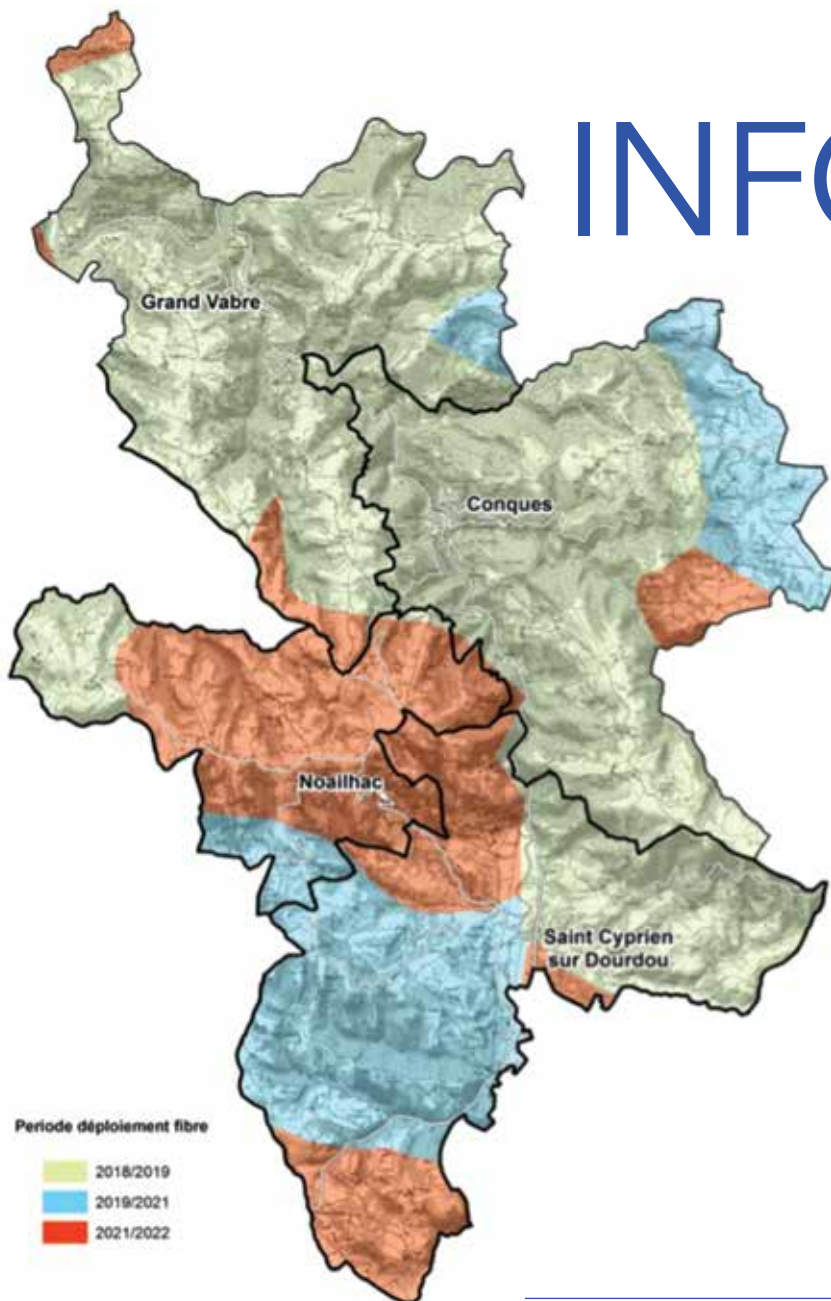 INFO
Grand Vabre
Conques
Noailhac
Saint Cyprien
sur Dourdou
Periode déploiement fibre
2018/2019
2019/2021
2021/2022